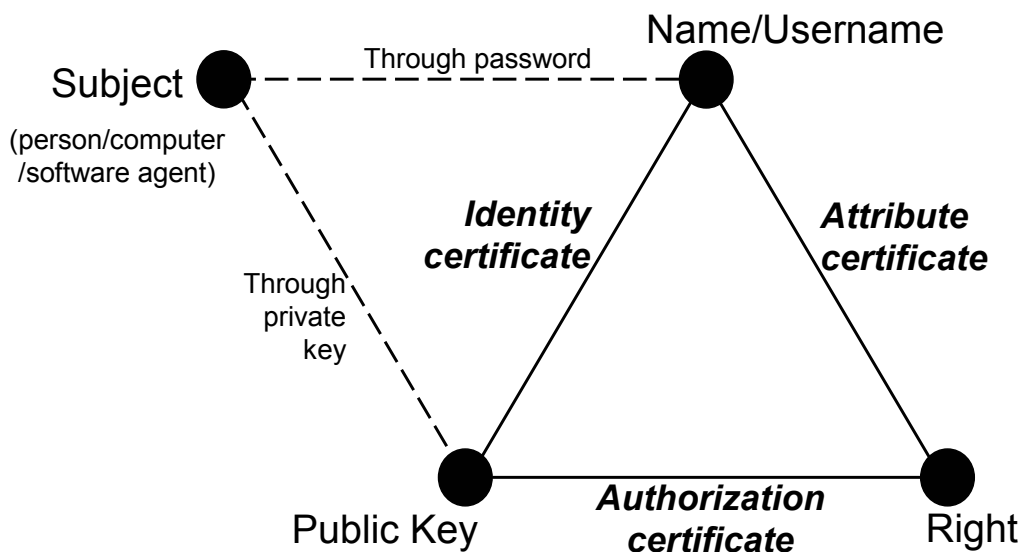 Name/Username
Through password
Subject
(person/computer
/software agent)
Identity
certificate
Attribute
certificate
Through
private
key
Authorization
certificate
Public Key
Right